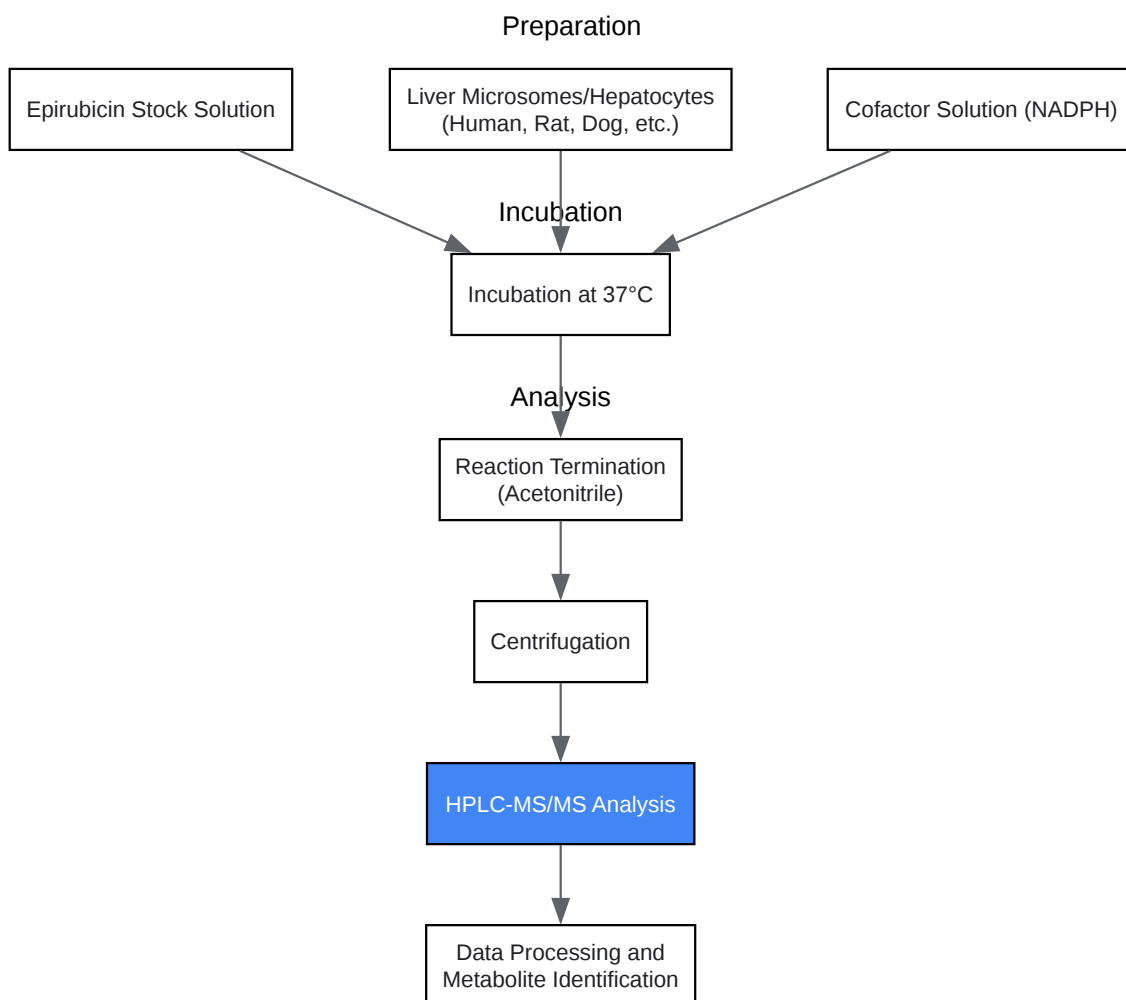 Preparation
Epirubicin Stock Solution
Liver Microsomes/Hepatocytes
(Human, Rat, Dog, etc.)
Cofactor Solution (NADPH)
Incubation
Incubation at 37°C
Analysis
Reaction Termination
(Acetonitrile)
Centrifugation
HPLC-MS/MS Analysis
Data Processing and
Metabolite Identification